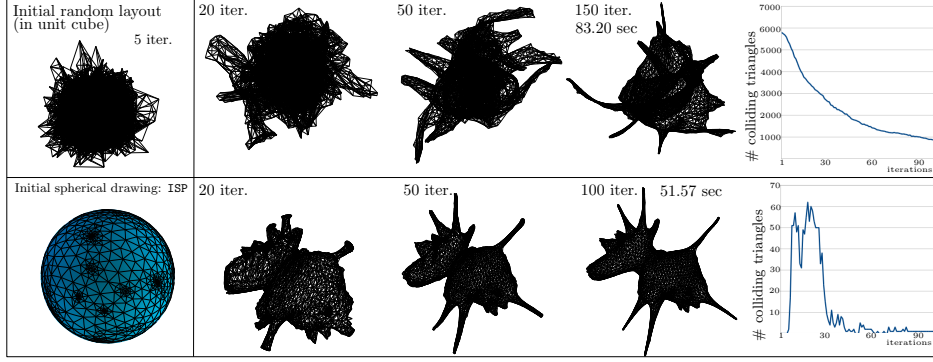 Initial random layout
(in unit cube)
5 iter.
20 iter.
50 iter.
150 iter.
83.20 sec
# colliding triangles
7000
6000
5000
4000
3000
2000
1000
1
30
60
90
iterations
Initial spherical drawing: ISP
20 iter.
50 iter.
100 iter.
51.57 sec
# colliding triangles
70
60
50
40
30
20
10
1
30
60
90
iterations